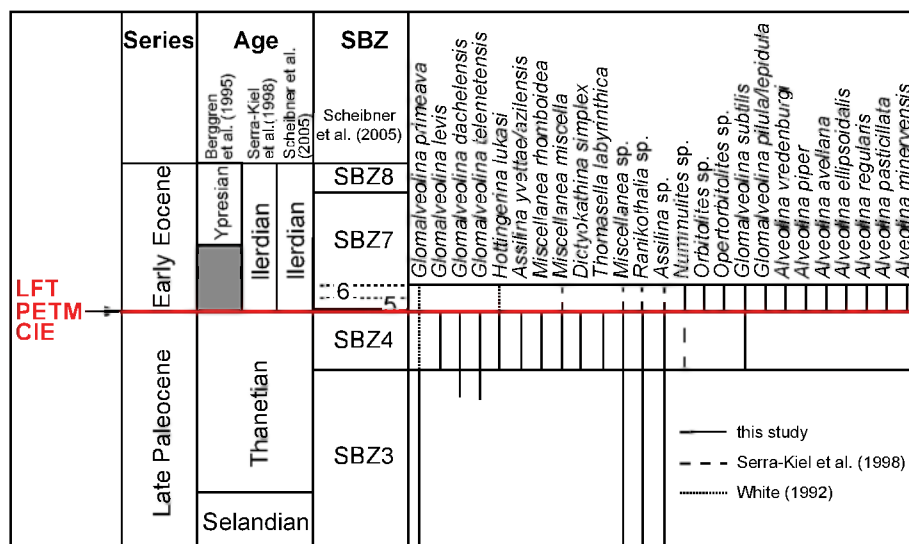 Series
Age
SBZ
Berggren
et al. (1995)
Serra-Kiel
et al.(1998)
Scheibner
et al.
(2005)
Scheibner
et al. (2005)
Glomalveolina primeava
Glomalveolina levis
Glomalveolina dachelensis
Glomalveolina telemetensis
Hottingerina lukasi
Assilina yvettae/azilensis
Miscellanea rhomboidea
Miscellanea miscella
Dictyokathina simplex
Thomasella labyrinthica
Miscellanea sp.
Ranikothalia sp.
Assilina sp.
Nummulites sp.
Orbitolites sp.
Opertorbitolites sp.
Glomalveolina subtilis
Glomalveolina pilula/lepidula
Alveolina vredenburgi
Alveolina piper
Alveolina avellana
Alveolina ellipsoidalis
Alveolina regularis
Alveolina pasticillata
Alveolina minervensis
Early Eocene
Ypresian
Ilerdian
Ilerdian
SBZ8
SBZ7
6
5
LFT
PETM
CIE
Late Paleocene
Thanetian
Selandian
SBZ4
SBZ3
this study
Serra-Kiel et al. (1998)
White (1992)